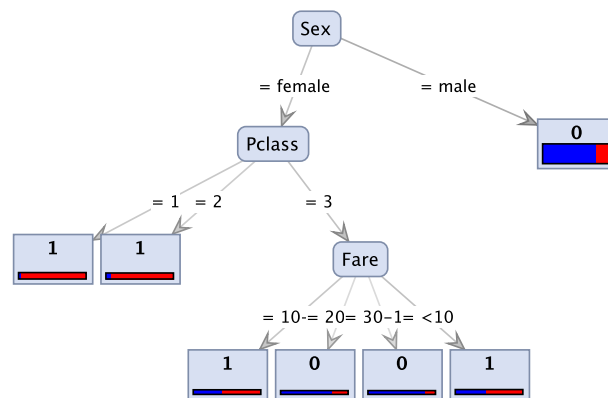 Sex
= female
= male
0
Pclass
= 1
= 2
= 3
1
1
Fare
= 10-
= 20
= 30-1
= <10
1
0
0
1